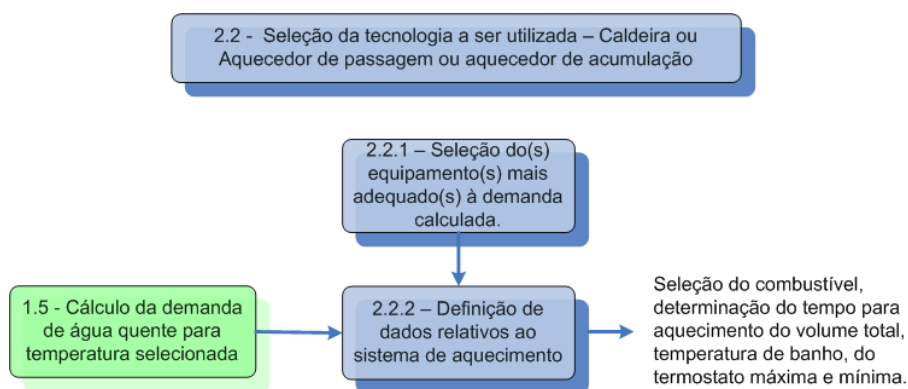 2.2 - Seleção da tecnologia a ser utilizada – Caldeira ou
Aquecedor de passagem ou aquecedor de acumulação
2.2.1 – Seleção do(s)
equipamento(s) mais
adequado(s) à demanda
calculada.
1.5 - Cálculo da demanda
de água quente para
temperatura selecionada
2.2.2 – Definição de
dados relativos ao
sistema de aquecimento
Seleção do combustível,
determinação do tempo para
aquecimento do volume total,
temperatura de banho, do
termostato máxima e mínima.